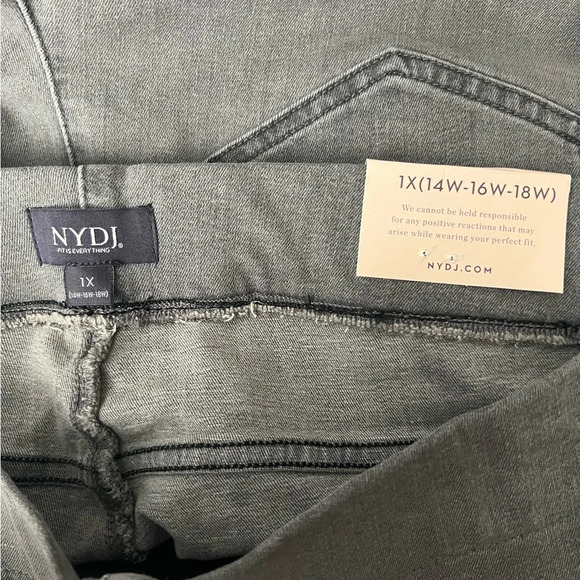 NYDJ®
FIT IS EVERYTHING
1X
(14W-16W-18W)
1X(14W-16W-18W)
We cannot be held responsible
for any positive reactions that may
arise while wearing your perfect fit.
NYDJ.COM